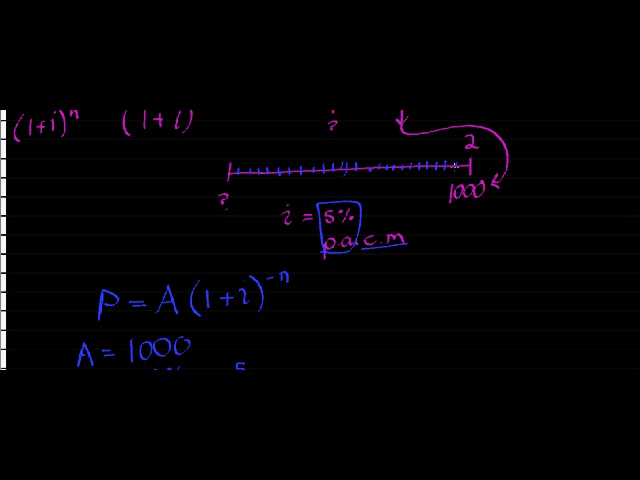 (1+i)^n (1+i) i
2
? 1000
i = 5%
p.a. c.m
P = A(1+i)^-n
A = 1000